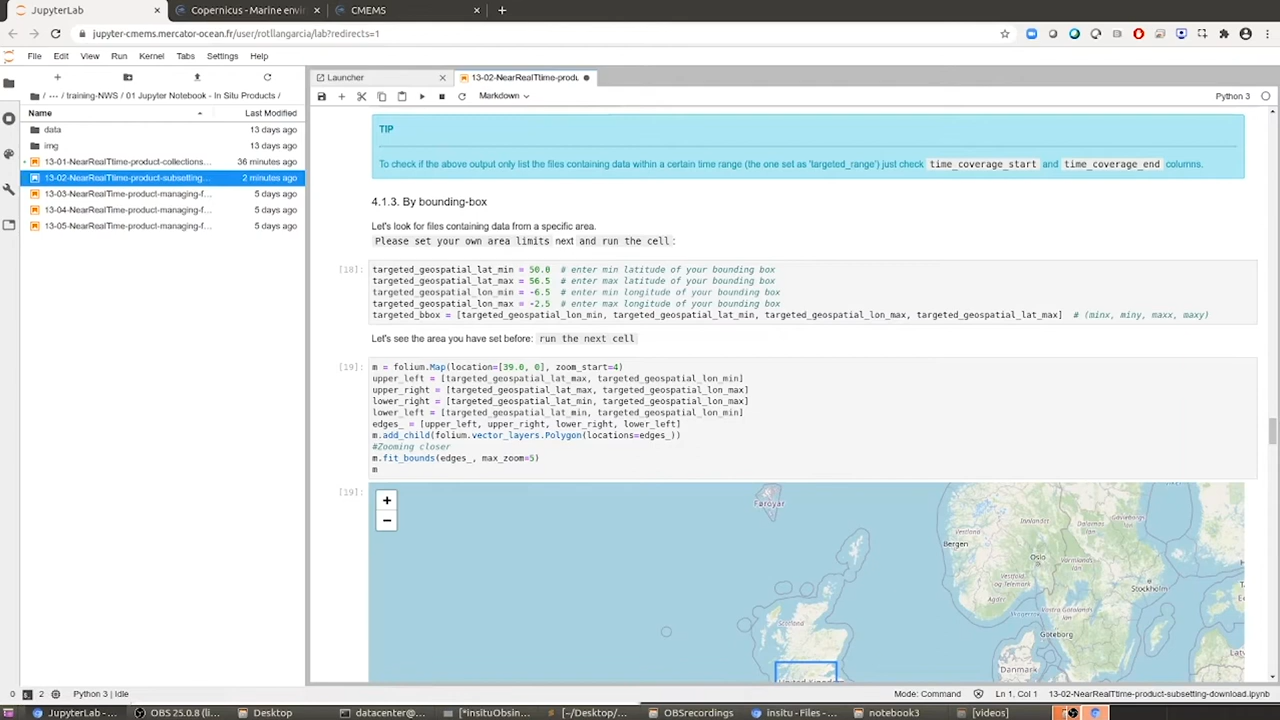 JupyterLab
Copernicus - Marine envi
CMEMS
jupyter-cmems.mercator-ocean.fr/user/rotllangarcia/lab?redirects=1
File Edit View Run Kernel Tabs Settings Help
/ ··· / training-NWS / 01 Jupyter Notebook - In Situ Products /
Name Last Modified
data 13 days ago
img 13 days ago
13-01-NearRealTtime-product-collections... 36 minutes ago
13-02-NearRealTtime-product-subsetting... 2 minutes ago
13-03-NearRealTime-product-managing-f... 5 days ago
13-04-NearRealTime-product-managing-f... 5 days ago
13-05-NearRealTime-product-managing-f... 5 days ago
Launcher
13-02-NearRealTtime-produ
Markdown
Python 3
TIP
To check if the above output only list the files containing data within a certain time range (the one set as 'targeted_range') just check time_coverage_start and time_coverage_end columns.
4.1.3. By bounding-box
Let's look for files containing data from a specific area.
Please set your own area limits next and run the cell:
[18]: targeted_geospatial_lat_min = 50.0 # enter min latitude of your bounding box
targeted_geospatial_lat_max = 56.5 # enter max latitude of your bounding box
targeted_geospatial_lon_min = -6.5 # enter min longitude of your bounding box
targeted_geospatial_lon_max = -2.5 # enter max longitude of your bounding box
targeted_bbox = [targeted_geospatial_lon_min, targeted_geospatial_lat_min, targeted_geospatial_lon_max, targeted_geospatial_lat_max] # (minx, miny, maxx, maxy)
Let's see the area you have set before: run the next cell
[19]: m = folium.Map(location=[39.0, 0], zoom_start=4)
upper_left = [targeted_geospatial_lat_max, targeted_geospatial_lon_min]
upper_right = [targeted_geospatial_lat_max, targeted_geospatial_lon_max]
lower_right = [targeted_geospatial_lat_min, targeted_geospatial_lon_max]
lower_left = [targeted_geospatial_lat_min, targeted_geospatial_lon_min]
edges_ = [upper_left, upper_right, lower_right, lower_left]
m.add_child(folium.vector_layers.Polygon(locations=edges_))
#Zooming closer
m.fit_bounds(edges_, max_zoom=5)
m
[19]:
+
−
Føroyar
Bergen
Oslo
Stockholm
Scotland
Göteborg
Danmark
0 2 Python 3 | Idle
Mode: Command Ln 1, Col 1 13-02-NearRealTtime-product-subsetting-download.ipynb
JupyterLab - ... OBS 25.0.8 (li... Desktop datacenter@... [*insituObsin... [~/Desktop/... OBSrecordings insitu - Files -... notebook3 [videos]